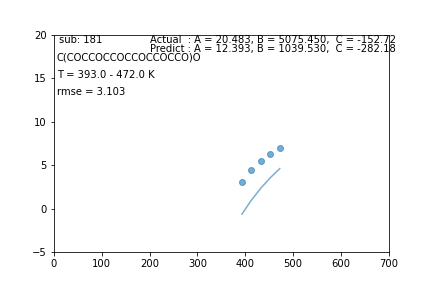 sub: 181
Actual : A = 20.483, B = 5075.450, C = -152.72
Predict : A = 12.393, B = 1039.530, C = -282.18
C(COCCOCCOCCOCCOCCO)O
T = 393.0 - 472.0 K
rmse = 3.103
20
15
10
5
0
−5
0 100 200 300 400 500 600 700